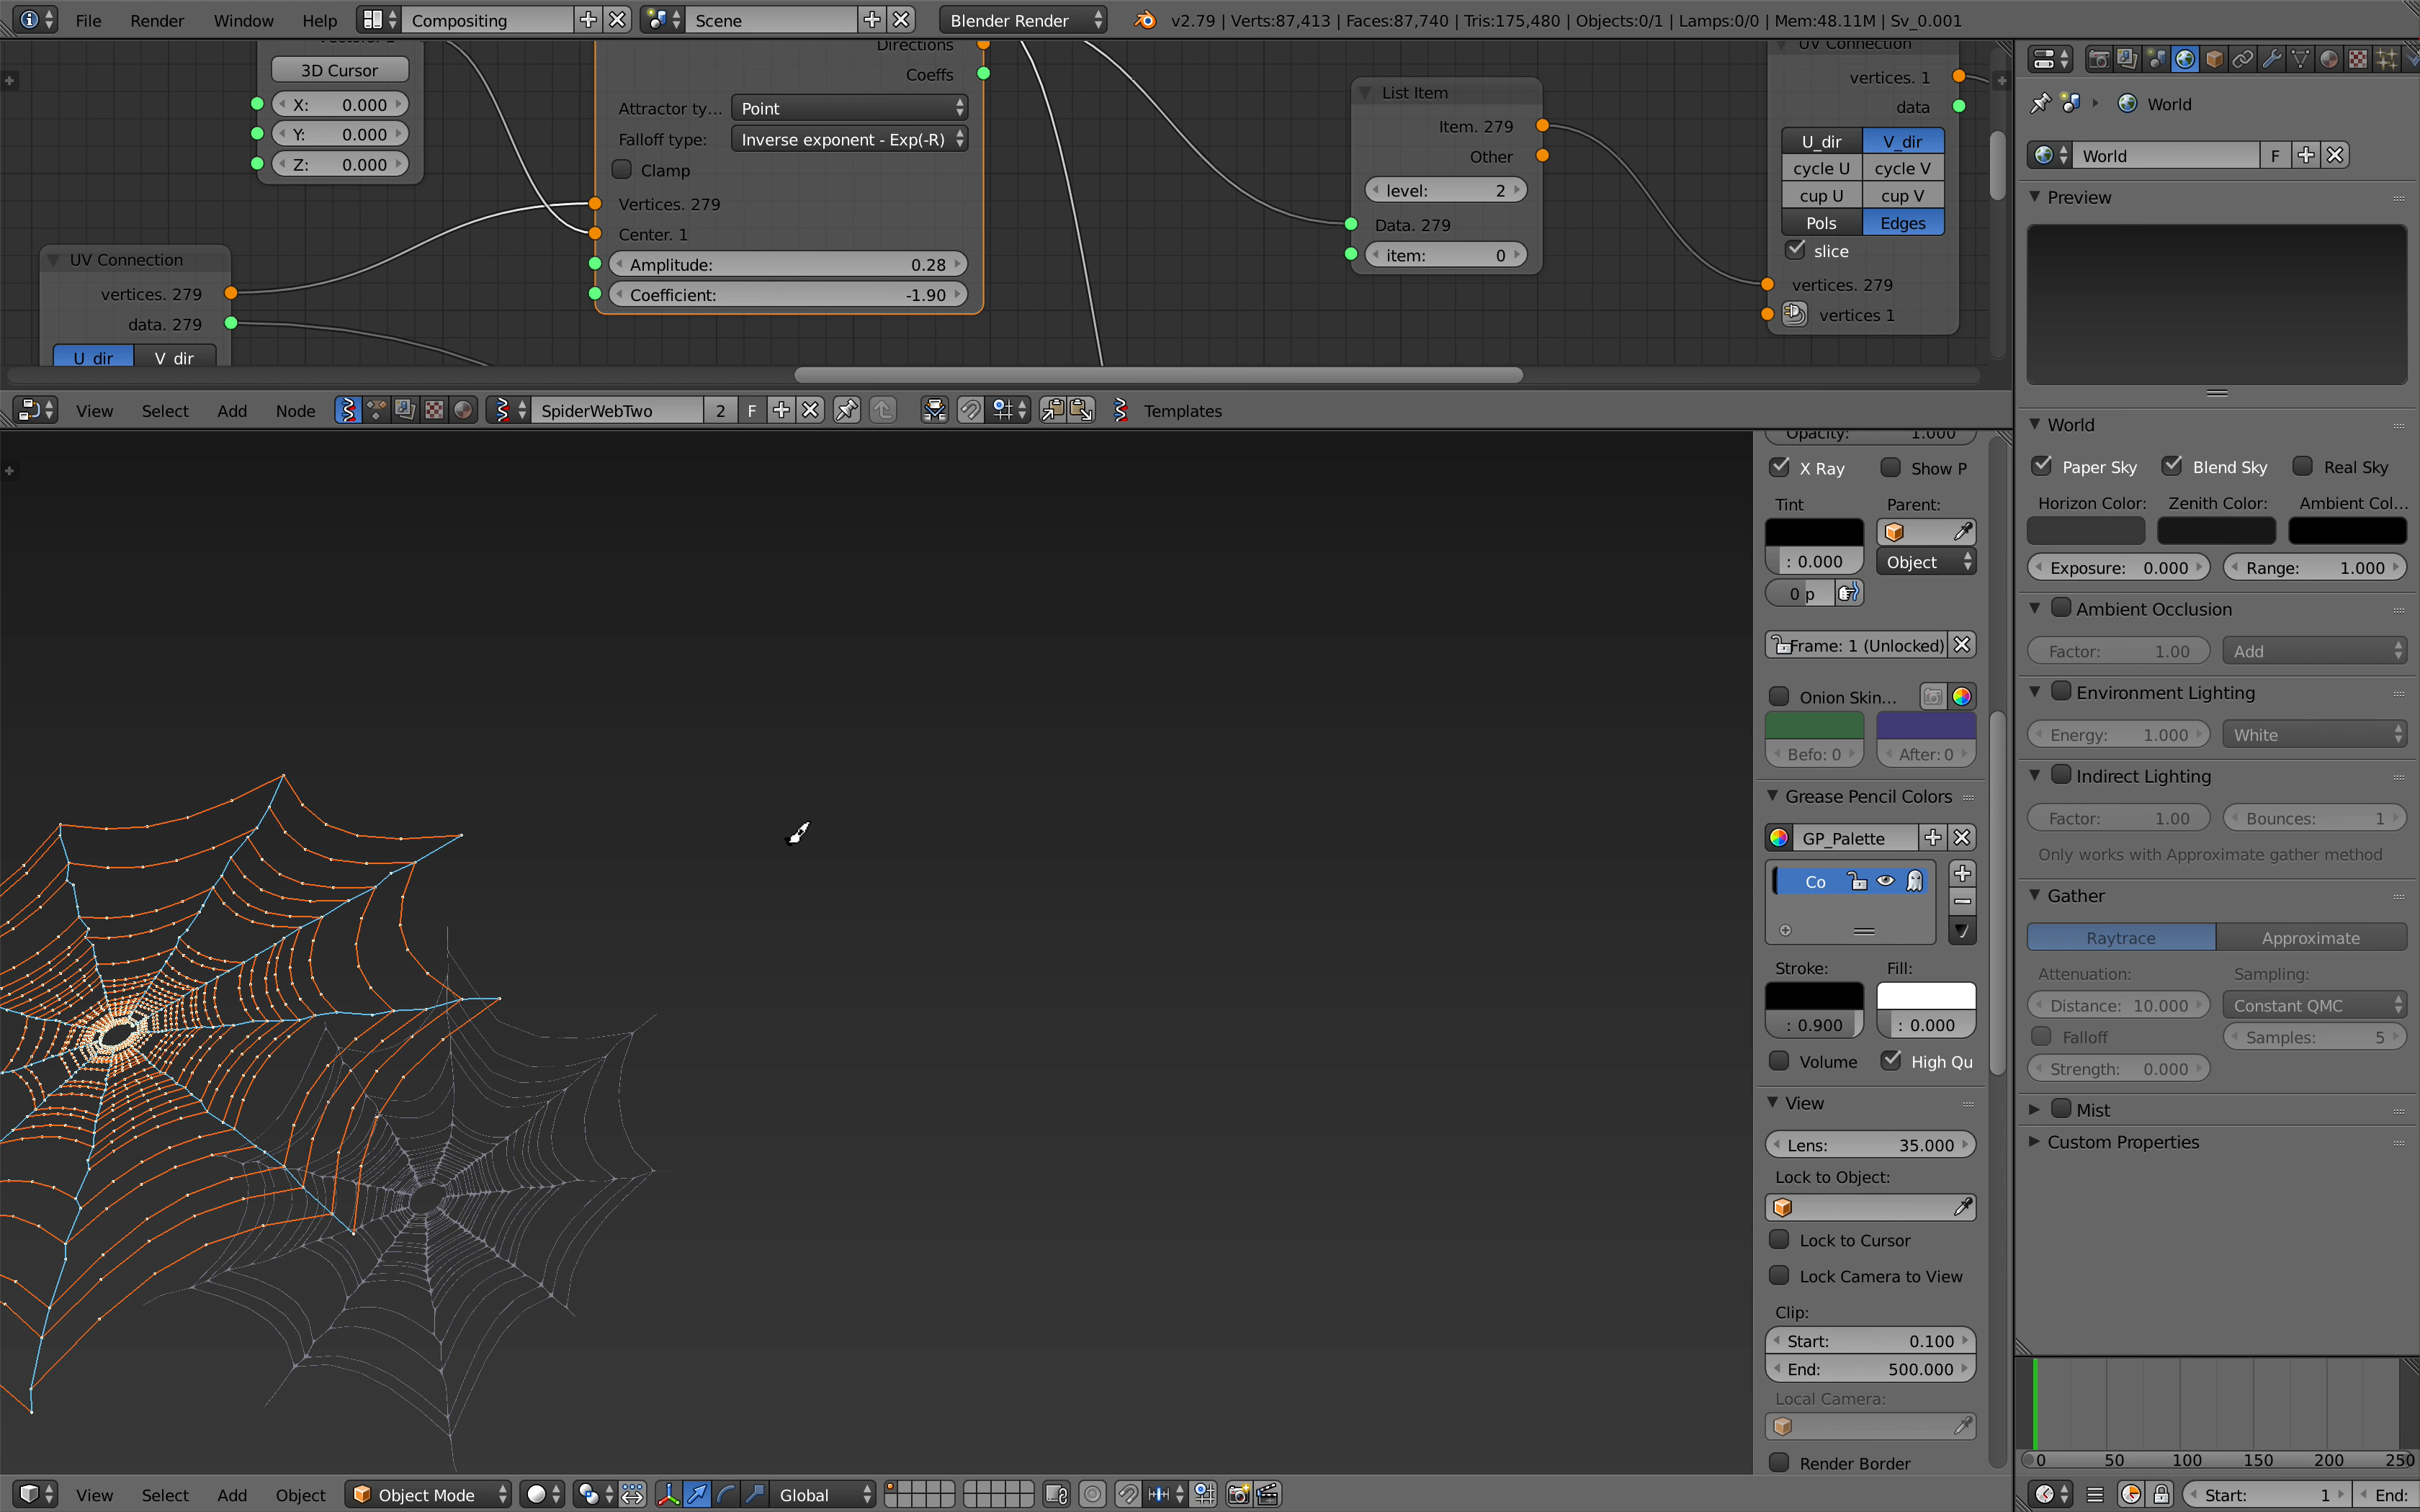 File Render Window Help Compositing Scene Blender Render v2.79 | Verts:87,413 | Faces:87,740 | Tris:175,480 | Objects:0/1 | Lamps:0/0 | Mem:48.11M | Sv_0.001
3D Cursor
X: 0.000
Y: 0.000
Z: 0.000
UV Connection
vertices. 279
data. 279
U_dir V_dir
Directions
Coeffs
Attractor ty... Point
Falloff type: Inverse exponent - Exp(-R)
Clamp
Vertices. 279
Center. 1
Amplitude: 0.28
Coefficient: -1.90
List Item
Item. 279
Other
level: 2
Data. 279
item: 0
UV Connection
vertices. 1
data
U_dir V_dir
cycle U cycle V
cup U cup V
Pols Edges
slice
vertices. 279
vertices 1
View Select Add Node SpiderWebTwo 2 F Templates
Opacity: 1.000
X Ray Show P
Tint Parent:
: 0.000 Object
0 p
Frame: 1 (Unlocked)
Onion Skin...
Befo: 0 After: 0
Grease Pencil Colors
GP_Palette
Co
Stroke: Fill:
: 0.900 : 0.000
Volume High Qu
View
Lens: 35.000
Lock to Object:
Lock to Cursor
Lock Camera to View
Clip:
Start: 0.100
End: 500.000
Local Camera:
Render Border
View Select Add Object Object Mode Global
World
World F
Preview
World
Paper Sky Blend Sky Real Sky
Horizon Color: Zenith Color: Ambient Col...
Exposure: 0.000 Range: 1.000
Ambient Occlusion
Factor: 1.00 Add
Environment Lighting
Energy: 1.000 White
Indirect Lighting
Factor: 1.00 Bounces: 1
Only works with Approximate gather method
Gather
Raytrace Approximate
Attenuation: Sampling:
Distance: 10.000 Constant QMC
Falloff Samples: 5
Strength: 0.000
Mist
Custom Properties
0 50 100 150 200 250
Start: 1 End: